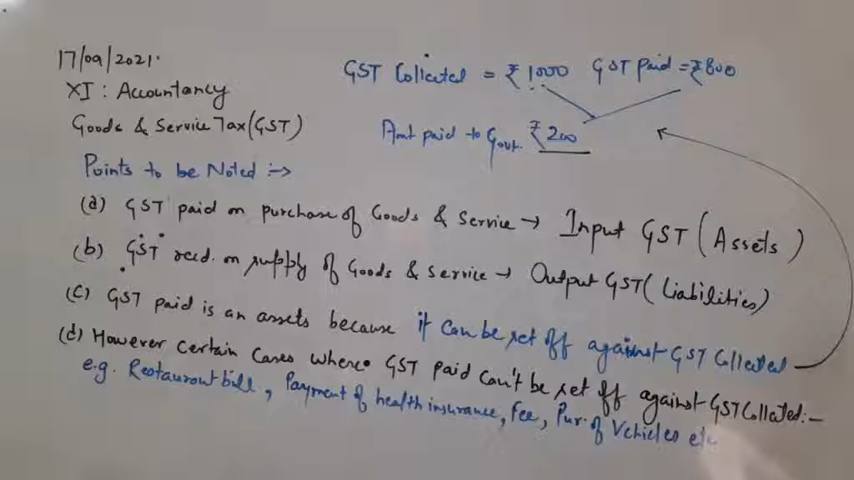 17/09/2021.
XI : Accountancy
Goods & Service Tax (GST)
GST Collected = ₹1000 GST Paid = ₹800
Amt paid to Govt. ₹200
Points to be Noted :->
(a) GST paid on purchase of Goods & Service → Input GST (Assets)
(b) GST recd. on supply of Goods & Service → Output GST (Liabilities)
(c) GST paid is an assets because it can be set off against GST Collected
(d) However certain cases where GST paid can't be set off against GST Collected :-
e.g. Restaurant bill, Payment of health insurance, Fee, Pur. of Vehicles etc